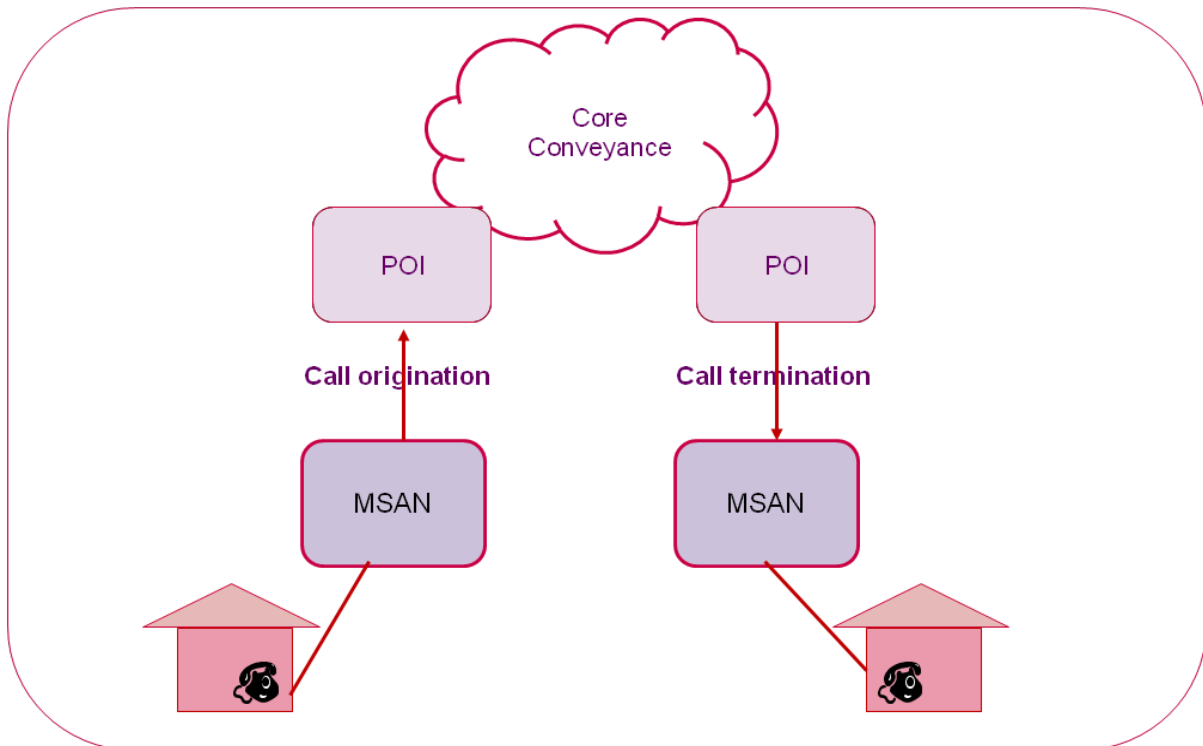 Core
Conveyance
POI
POI
Call origination
Call termination
MSAN
MSAN